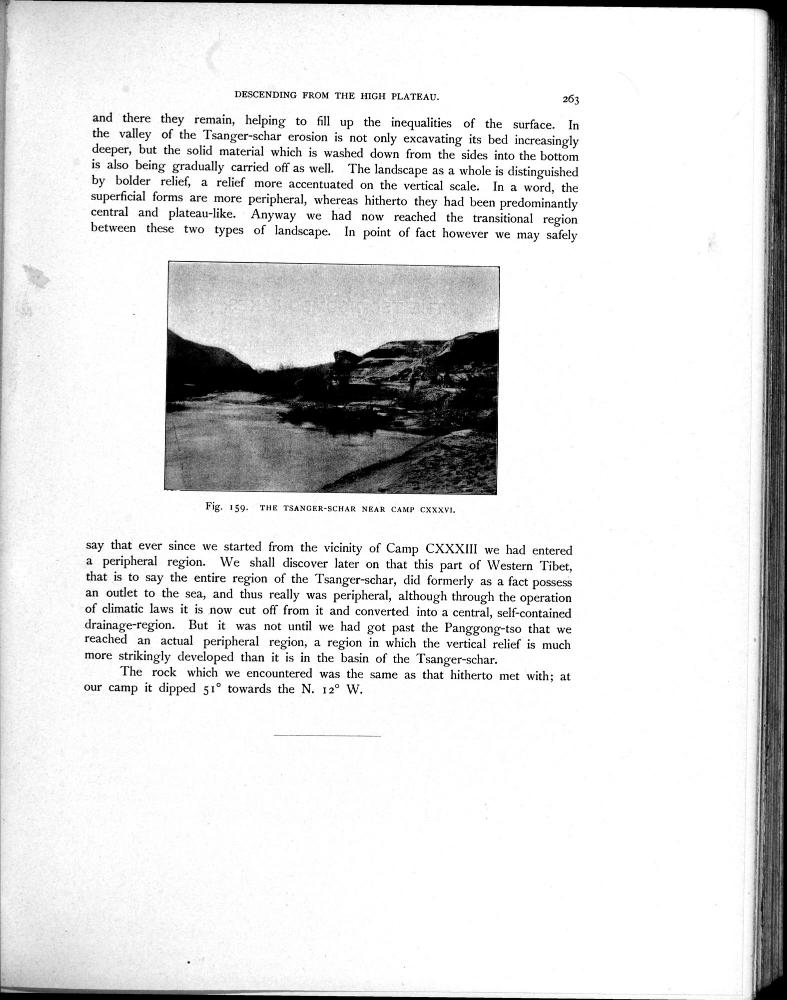 DESCENDING FROM THE HIGH PLATEAU.
263
and there they remain, helping to fill up the inequalities of the surface. In
the valley of the Tsanger-schar erosion is not only excavating its bed increasingly
deeper, but the solid material which is washed down from the sides into the bottom
is also being gradually carried off as well. The landscape as a whole is distinguished
by bolder relief, a relief more accentuated on the vertical scale. In a word, the
superficial forms are more peripheral, whereas hitherto they had been predominantly
central and plateau-like. Anyway we had now reached the transitional region
between these two types of landscape. In point of fact however we may safely
Fig. 159. THE TSANGER-SCHAR NEAR CAMP CXXXVI.
say that ever since we started from the vicinity of Camp CXXXIII we had entered
a peripheral region. We shall discover later on that this part of Western Tibet,
that is to say the entire region of the Tsanger-schar, did formerly as a fact possess
an outlet to the sea, and thus really was peripheral, although through the operation
of climatic laws it is now cut off from it and converted into a central, self-contained
drainage-region. But it was not until we had got past the Panggong-tso that we
reached an actual peripheral region, a region in which the vertical relief is much
more strikingly developed than it is in the basin of the Tsanger-schar.
The rock which we encountered was the same as that hitherto met with; at
our camp it dipped 51° towards the N. 12° W.